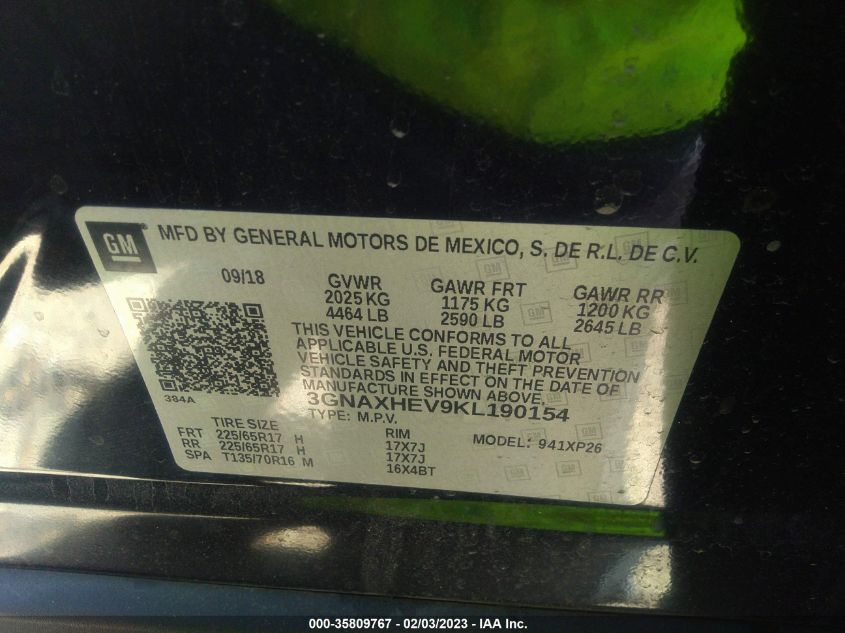 GM
MFD BY GENERAL MOTORS DE MEXICO, S. DE R.L. DE C.V.
09/18
GVWR
2025 KG
4464 LB
GAWR FRT
1175 KG
2590 LB
GAWR RR
1200 KG
2645 LB
THIS VEHICLE CONFORMS TO ALL
APPLICABLE U.S. FEDERAL MOTOR
VEHICLE SAFETY AND THEFT PREVENTION
STANDARDS IN EFFECT ON THE DATE OF
MANUFACTURE SHOWN ABOVE.
384A
3GNAXHEV9KL190154
TYPE: M.P.V.
MODEL: 941XP26
TIRE SIZE RIM
FRT 225/65R17 H 17X7J
RR 225/65R17 H 17X7J
SPA T135/70R16 M 16X4BT
000-35809767 — 02/03/2023 — IAA Inc.